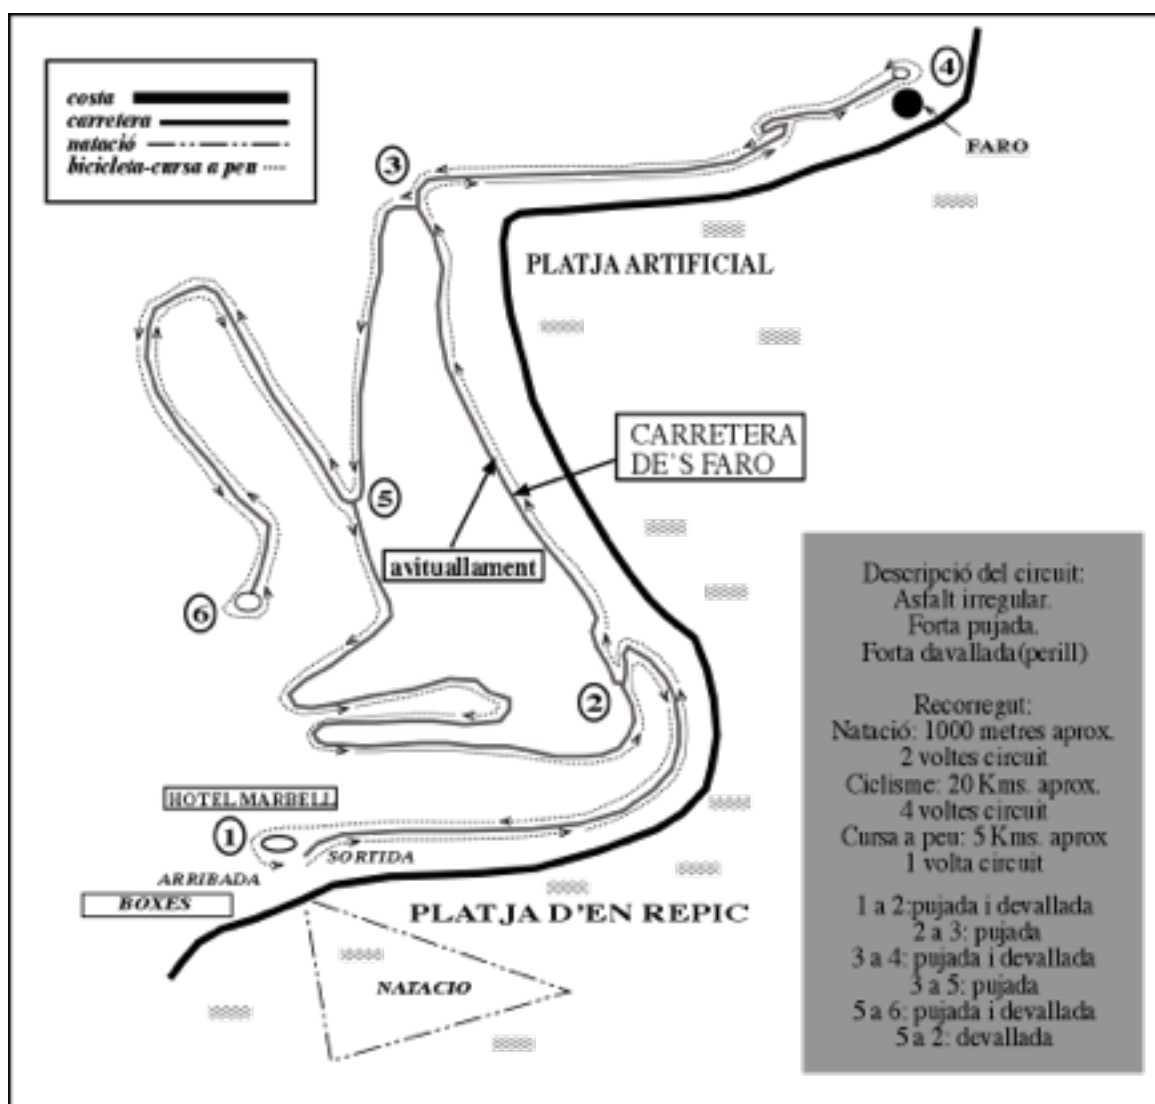 costa
carretera
natació
bicicleta-cursa a peu
4
FARO
3
PLATJA ARTIFICIAL
CARRETERA
DE'S FARO
5
avituallament
6
2
HOTEL MARBELL
1
SORTIDA
ARRIBADA
BOXES
PLATJA D'EN REPIC
NATACIO
Descripció del circuit:
Asfalt irregular.
Forta pujada.
Forta davallada(perill)
Recorregut:
Natació: 1000 metres aprox.
2 voltes circuit
Ciclisme: 20 Kms. aprox.
4 voltes circuit
Cursa a peu: 5 Kms. aprox
1 volta circuit
1 a 2:pujada i devallada
2 a 3: pujada
3 a 4: pujada i devallada
3 a 5: pujada
5 a 6: pujada i devallada
5 a 2: devallada